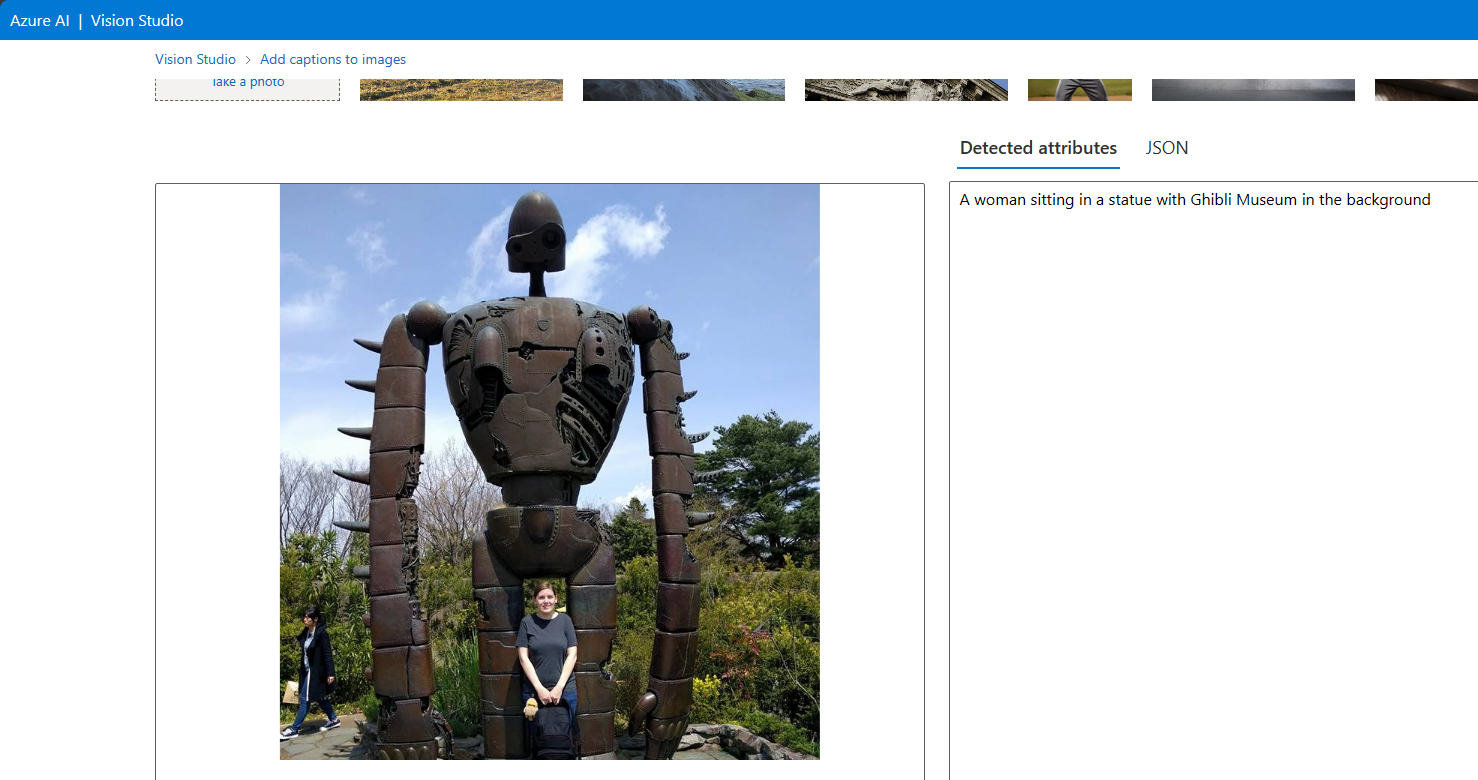 Azure AI | Vision Studio
Vision Studio > Add captions to images
Take a photo
Detected attributes JSON
A woman sitting in a statue with Ghibli Museum in the background